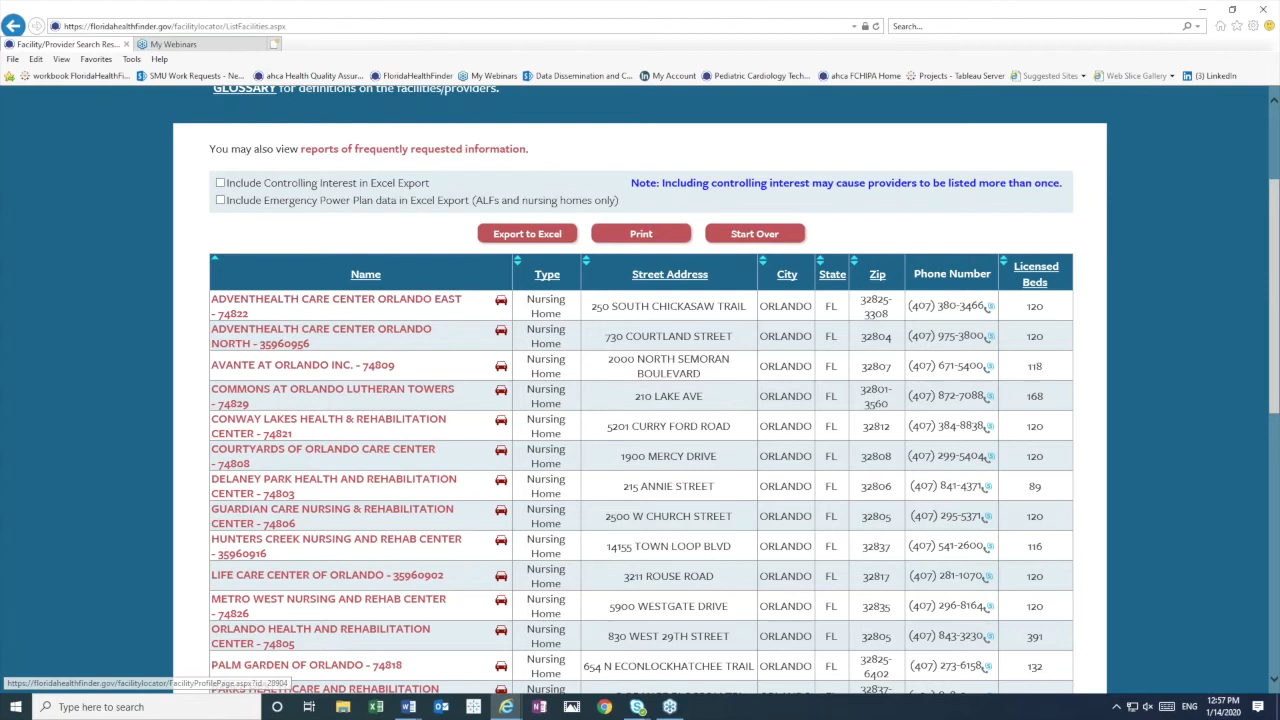 https://floridahealthfinder.gov/facilitylocator/ListFacilities.aspx
Search...
Facility/Provider Search Res...
My Webinars
File Edit View Favorites Tools Help
workbook FloridaHealthFi... SMU Work Requests - Ne... ahca Health Quality Assur... FloridaHealthFinder My Webinars Data Dissemination and C... My Account Pediatric Cardiology Tech... ahca FCHIPA Home Projects - Tableau Server Suggested Sites Web Slice Gallery (3) LinkedIn
GLOSSARY for definitions on the facilities/providers.
You may also view reports of frequently requested information.
Include Controlling Interest in Excel Export
Note: Including controlling interest may cause providers to be listed more than once.
Include Emergency Power Plan data in Excel Export (ALFs and nursing homes only)
Export to Excel Print Start Over
Name Type Street Address City State Zip Phone Number Licensed Beds
ADVENTHEALTH CARE CENTER ORLANDO EAST - 74822 Nursing Home 250 SOUTH CHICKASAW TRAIL ORLANDO FL 32825-3308 (407) 380-3466 120
ADVENTHEALTH CARE CENTER ORLANDO NORTH - 35960956 Nursing Home 730 COURTLAND STREET ORLANDO FL 32804 (407) 975-3800 120
AVANTE AT ORLANDO INC. - 74809 Nursing Home 2000 NORTH SEMORAN BOULEVARD ORLANDO FL 32807 (407) 671-5400 118
COMMONS AT ORLANDO LUTHERAN TOWERS - 74829 Nursing Home 210 LAKE AVE ORLANDO FL 32801-3560 (407) 872-7088 168
CONWAY LAKES HEALTH & REHABILITATION CENTER - 74821 Nursing Home 5201 CURRY FORD ROAD ORLANDO FL 32812 (407) 384-8838 120
COURTYARDS OF ORLANDO CARE CENTER - 74808 Nursing Home 1900 MERCY DRIVE ORLANDO FL 32808 (407) 299-5404 120
DELANEY PARK HEALTH AND REHABILITATION CENTER - 74803 Nursing Home 215 ANNIE STREET ORLANDO FL 32806 (407) 841-4371 89
GUARDIAN CARE NURSING & REHABILITATION CENTER - 74806 Nursing Home 2500 W CHURCH STREET ORLANDO FL 32805 (407) 295-5371 120
HUNTERS CREEK NURSING AND REHAB CENTER - 35960916 Nursing Home 14155 TOWN LOOP BLVD ORLANDO FL 32837 (407) 541-2600 116
LIFE CARE CENTER OF ORLANDO - 35960902 Nursing Home 3211 ROUSE ROAD ORLANDO FL 32817 (407) 281-1070 120
METRO WEST NURSING AND REHAB CENTER - 74826 Nursing Home 5900 WESTGATE DRIVE ORLANDO FL 32835 (407) 296-8164 120
ORLANDO HEALTH AND REHABILITATION CENTER - 74805 Nursing Home 830 WEST 29TH STREET ORLANDO FL 32805 (407) 843-3230 391
PALM GARDEN OF ORLANDO - 74818 Nursing Home 654 N ECONLOCKHATCHEE TRAIL ORLANDO FL 32825-6402 (407) 273-6158 132
HEALTHCARE AND REHABILITATION Nursing 32837-
https://floridahealthfinder.gov/facilitylocator/FacilityProfilePage.aspx?id=28904
Type here to search
ENG
12:57 PM
1/14/2020